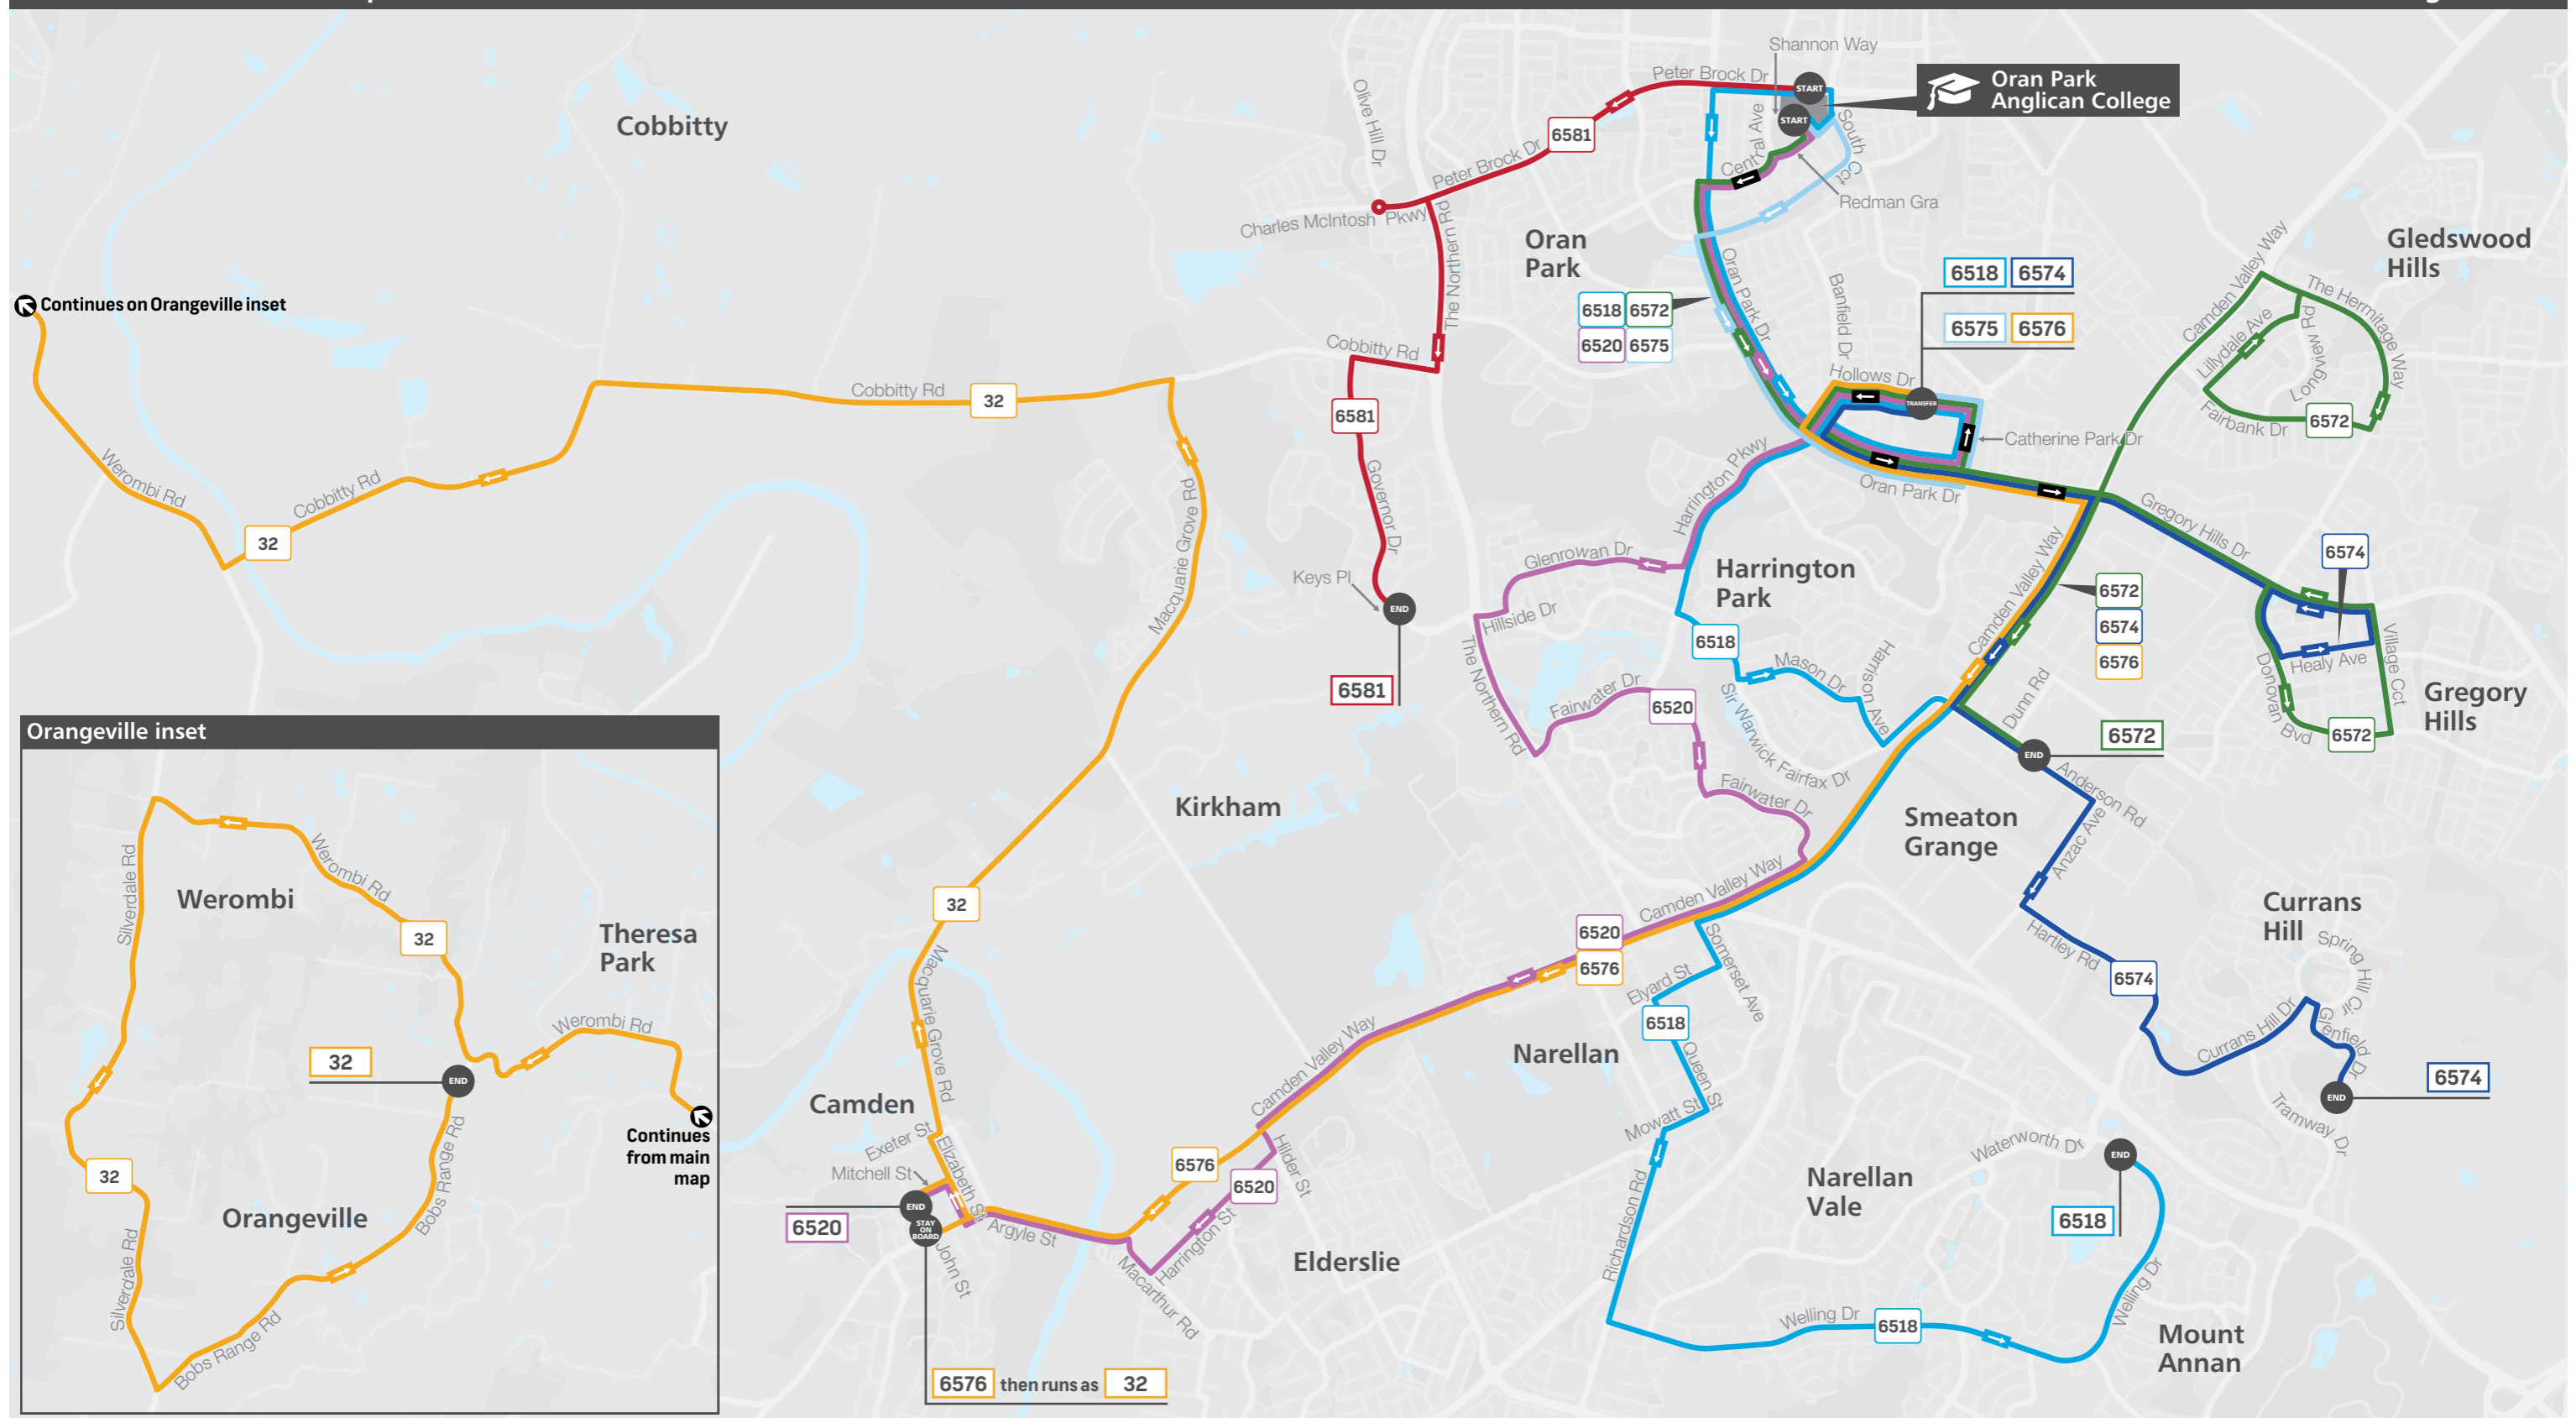 Shannon Way
Peter Brock Dr
START
Oran Park
Anglican College
START
Olive Hill Dr
Cobbitty
6581
Central Ave
South Cct
Central
Peter Brock Dr
Redman Gra
Charles McIntosh Pkwy
The Northern Rd
Oran
Park
Gledswood
Hills
Camden Valley Way
6518 6574
6575 6576
Continues on Orangeville inset
6518 6572
6520 6575
Oran Park Dr
Banfield Dr
The Hermitage Way
Lillydale Ave
Longview Rd
Cobbitty Rd
Hollows Dr
TRANSFER
Cobbitty Rd
32
6581
Fairbank Dr
6572
Catherine Park Dr
Werombi Rd
Cobbitty Rd
32
Governor Dr
Harrington Pkwy
Oran Park Dr
Gregory Hills Dr
Macquarie Grove Rd
Glenrowan Dr
Harrington
Park
Camden Valley Way
6574
Keys Pl
END
Hillside Dr
6572
6574
6576
6518
The Northern Rd
Mason Dr
Harrison Ave
Healy Ave
Village Cct
Donovan
Bvd
6581
Fairwater Dr
6520
Sir Warwick Fairfax Dr
Dunn Rd
Gregory
Hills
6572
6572
END
Orangeville inset
Anderson Rd
Fairwater Dr
Kirkham
Smeaton
Grange
Anzac Ave
Camden Valley Way
Silverdale Rd
Werombi Rd
Werombi
32
32
Theresa
Park
Currans
Hill
Spring Hill Cir
6520
6576
Somerset Ave
Hartley Rd
6574
Macquarie Grove Rd
Elyard St
6518
Werombi Rd
Glenfield Dr
Currans Hill Dr
Camden Valley Way
Narellan
Queen St
32
END
6574
END
Camden
Mowatt St
Tramway Dr
Continues
from main
map
Bobs Range Rd
Exeter St
Elizabeth St
Mitchell St
Hilder St
Waterworth Dr
END
32
6576
6520
Narellan
Vale
Richardson Rd
END
STAY
ON
BOARD
6520
Argyle St
Orangeville
6518
Harrington St
Elderslie
John St
Macarthur Rd
Silverdale Rd
Welling Dr
Welling Dr
6518
Bobs Range Rd
Mount
Annan
6576 then runs as 32